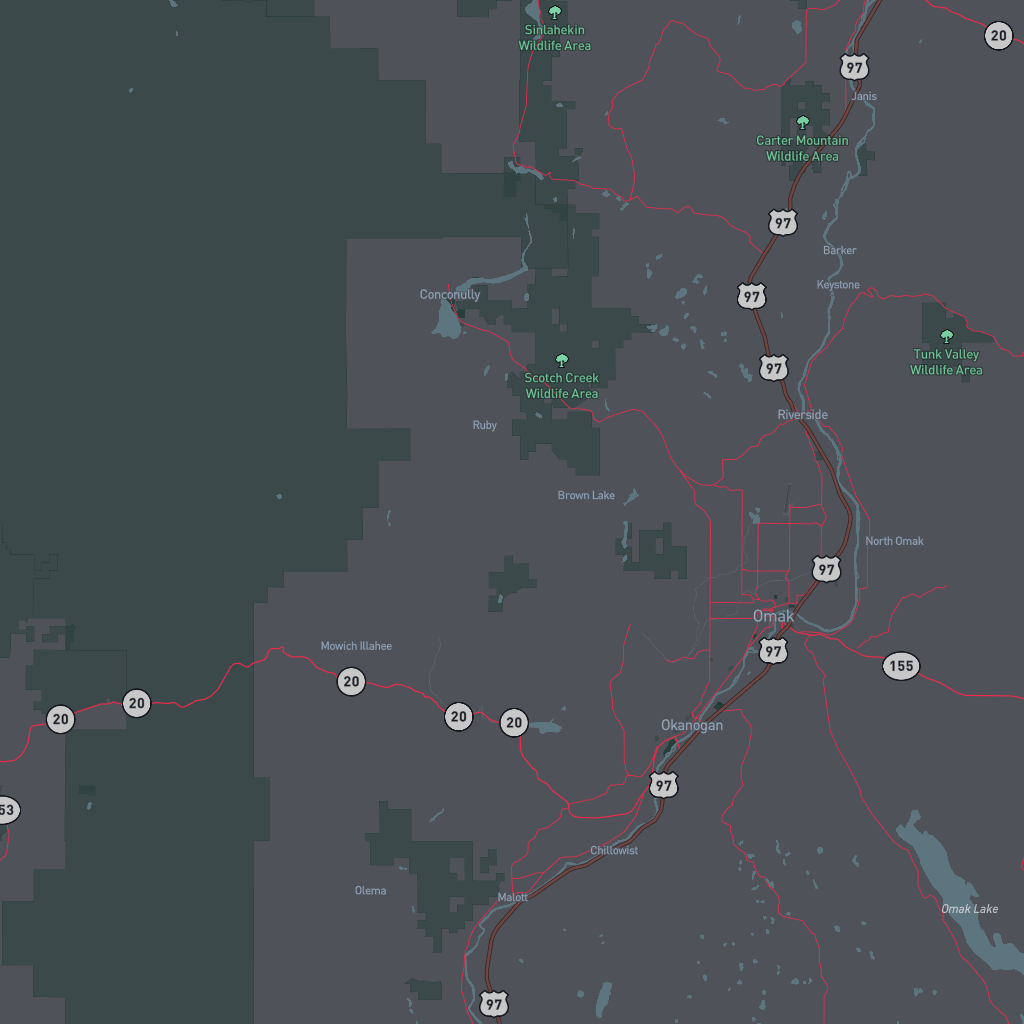 Sinlahekin
Wildlife Area
20
97
Janis
Carter Mountain
Wildlife Area
97
Barker
Keystone
Conconully
97
Tunk Valley
Wildlife Area
97
Scotch Creek
Wildlife Area
Riverside
Ruby
Brown Lake
North Omak
97
Omak
Mowich Illahee
97
155
20
20
20
20
20
Okanogan
97
53
Chillowist
Olema
Malott
Omak Lake
97